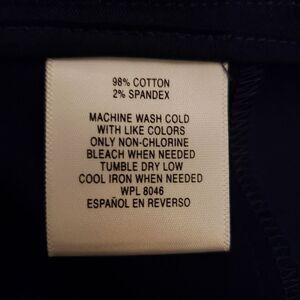 98% COTTON
2% SPANDEX
MACHINE WASH COLD
WITH LIKE COLORS
ONLY NON-CHLORINE
BLEACH WHEN NEEDED
TUMBLE DRY LOW
COOL IRON WHEN NEEDED
WPL 8046
ESPAÑOL EN REVERSO